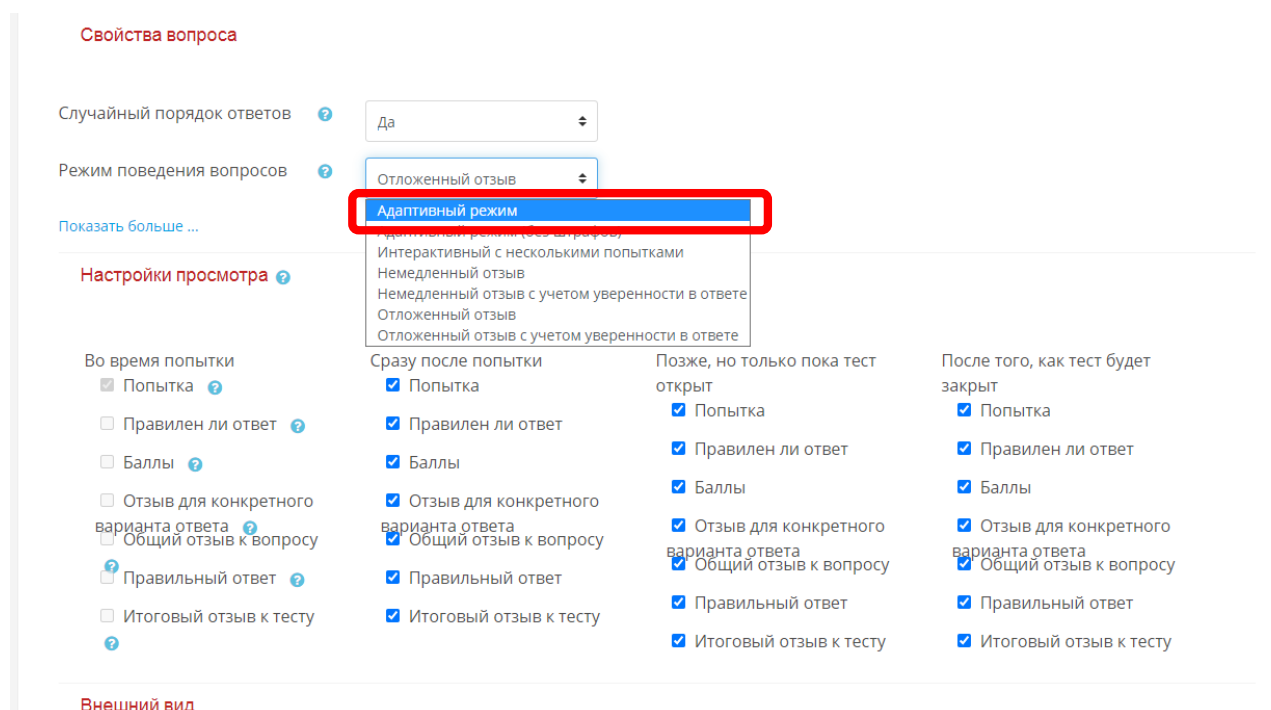 Свойства вопроса
Случайный порядок ответов
Да
Режим поведения вопросов
Отложенный отзыв
Адаптивный режим
Адаптивный режим (без штрафов)
Интерактивный с несколькими попытками
Немедленный отзыв
Немедленный отзыв с учетом уверенности в ответе
Отложенный отзыв
Отложенный отзыв с учетом уверенности в ответе
Показать больше ...
Настройки просмотра
Во время попытки
Попытка
Правилен ли ответ
Баллы
Отзыв для конкретного
варианта ответа
Общий отзыв к вопросу
Правильный ответ
Итоговый отзыв к тесту
Сразу после попытки
Попытка
Правилен ли ответ
Баллы
Отзыв для конкретного
варианта ответа
Общий отзыв к вопросу
Правильный ответ
Итоговый отзыв к тесту
Позже, но только пока тест
открыт
Попытка
Правилен ли ответ
Баллы
Отзыв для конкретного
варианта ответа
Общий отзыв к вопросу
Правильный ответ
Итоговый отзыв к тесту
После того, как тест будет
закрыт
Попытка
Правилен ли ответ
Баллы
Отзыв для конкретного
варианта ответа
Общий отзыв к вопросу
Правильный ответ
Итоговый отзыв к тесту
Внешний вид